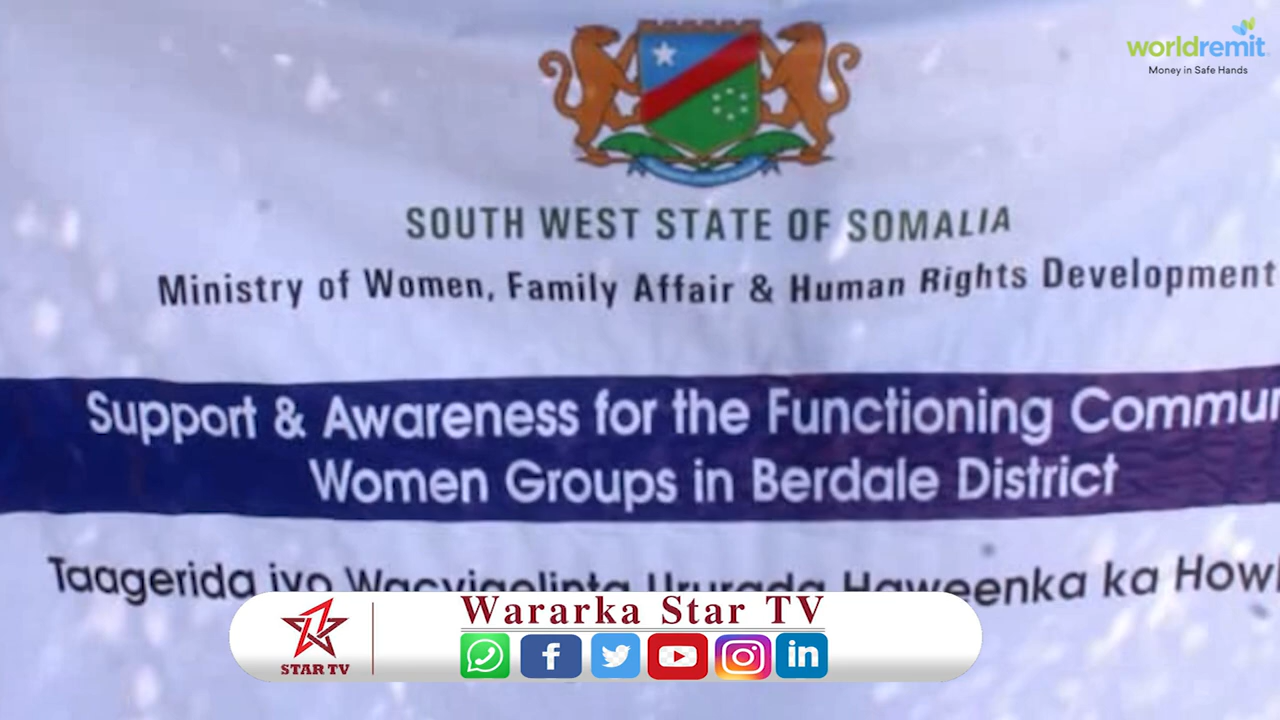 worldremit
Money in Safe Hands
SOUTH WEST STATE OF SOMALIA
Ministry of Women, Family Affair & Human Rights Development
Support & Awareness for the Functioning Commun
Women Groups in Berdale District
Taagerida iyo Wacyigelinta Ururada Haweenka ka Howl
Wararka Star TV
STAR TV